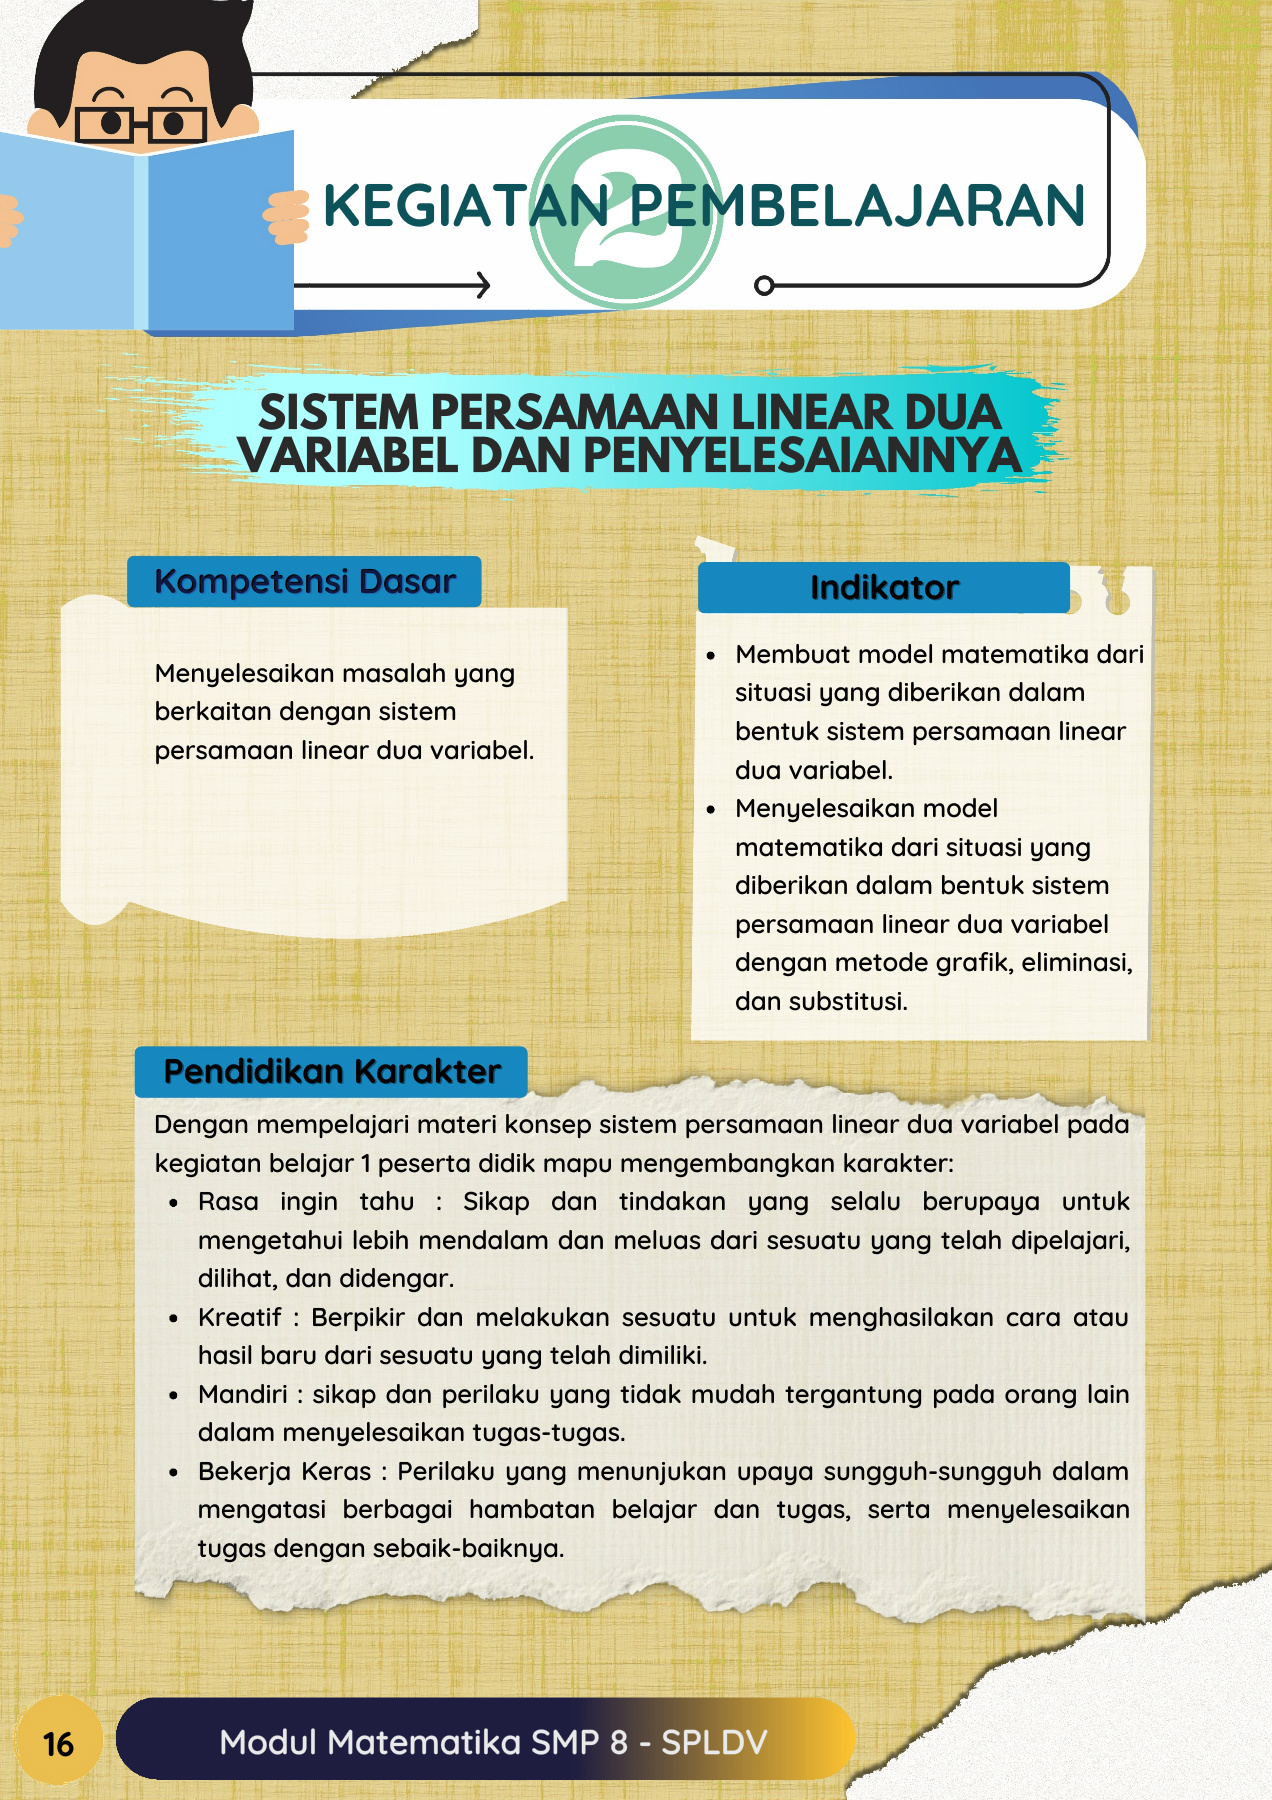 2
KEGIATAN PEMBELAJARAN
SISTEM PERSAMAAN LINEAR DUA
VARIABEL DAN PENYELESAIANNYA
Kompetensi Dasar
Menyelesaikan masalah yang
berkaitan dengan sistem
persamaan linear dua variabel.
Indikator
• Membuat model matematika dari
situasi yang diberikan dalam
bentuk sistem persamaan linear
dua variabel.
• Menyelesaikan model
matematika dari situasi yang
diberikan dalam bentuk sistem
persamaan linear dua variabel
dengan metode grafik, eliminasi,
dan substitusi.
Pendidikan Karakter
Dengan mempelajari materi konsep sistem persamaan linear dua variabel pada
kegiatan belajar 1 peserta didik mapu mengembangkan karakter:
• Rasa ingin tahu : Sikap dan tindakan yang selalu berupaya untuk
mengetahui lebih mendalam dan meluas dari sesuatu yang telah dipelajari,
dilihat, dan didengar.
• Kreatif : Berpikir dan melakukan sesuatu untuk menghasilakan cara atau
hasil baru dari sesuatu yang telah dimiliki.
• Mandiri : sikap dan perilaku yang tidak mudah tergantung pada orang lain
dalam menyelesaikan tugas-tugas.
• Bekerja Keras : Perilaku yang menunjukan upaya sungguh-sungguh dalam
mengatasi berbagai hambatan belajar dan tugas, serta menyelesaikan
tugas dengan sebaik-baiknya.
16
Modul Matematika SMP 8 - SPLDV